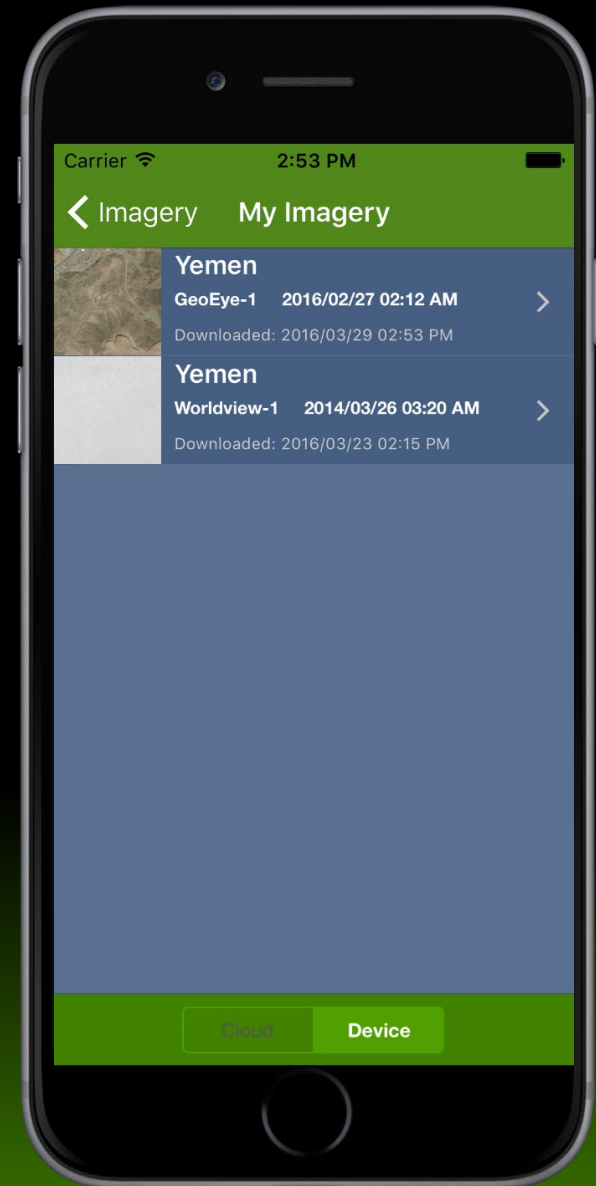 Carrier 2:53 PM
Imagery My Imagery
Yemen
GeoEye-1 2016/02/27 02:12 AM
Downloaded: 2016/03/29 02:53 PM
Yemen
Worldview-1 2014/03/26 03:20 AM
Downloaded: 2016/03/23 02:15 PM
Cloud Device